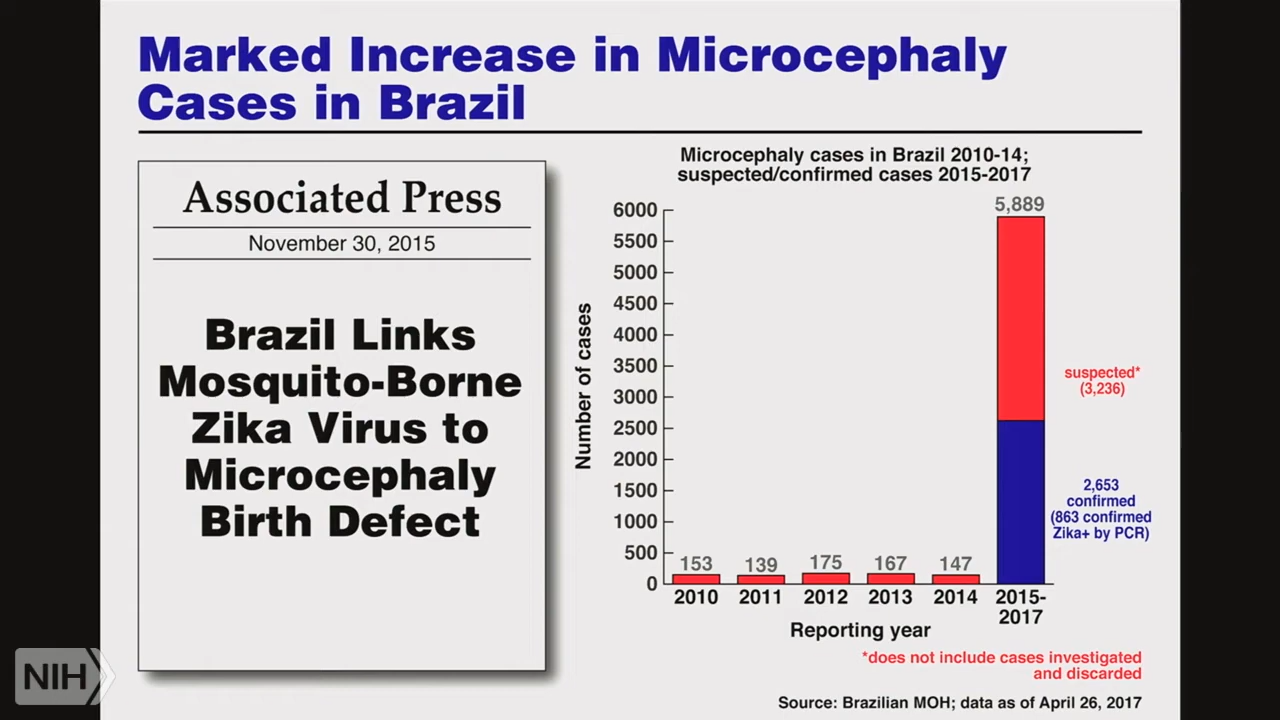 Marked Increase in Microcephaly
Cases in Brazil
Associated Press
November 30, 2015
Brazil Links
Mosquito-Borne
Zika Virus to
Microcephaly
Birth Defect
Microcephaly cases in Brazil 2010-14;
suspected/confirmed cases 2015-2017
Number of cases
6000
5500
5000
4500
4000
3500
3000
2500
2000
1500
1000
500
0
153
139
175
167
147
5,889
suspected*
(3,236)
2,653
confirmed
(863 confirmed
Zika+ by PCR)
2010
2011
2012
2013
2014
2015-
2017
Reporting year
*does not include cases investigated
and discarded
Source: Brazilian MOH; data as of April 26, 2017
NIH